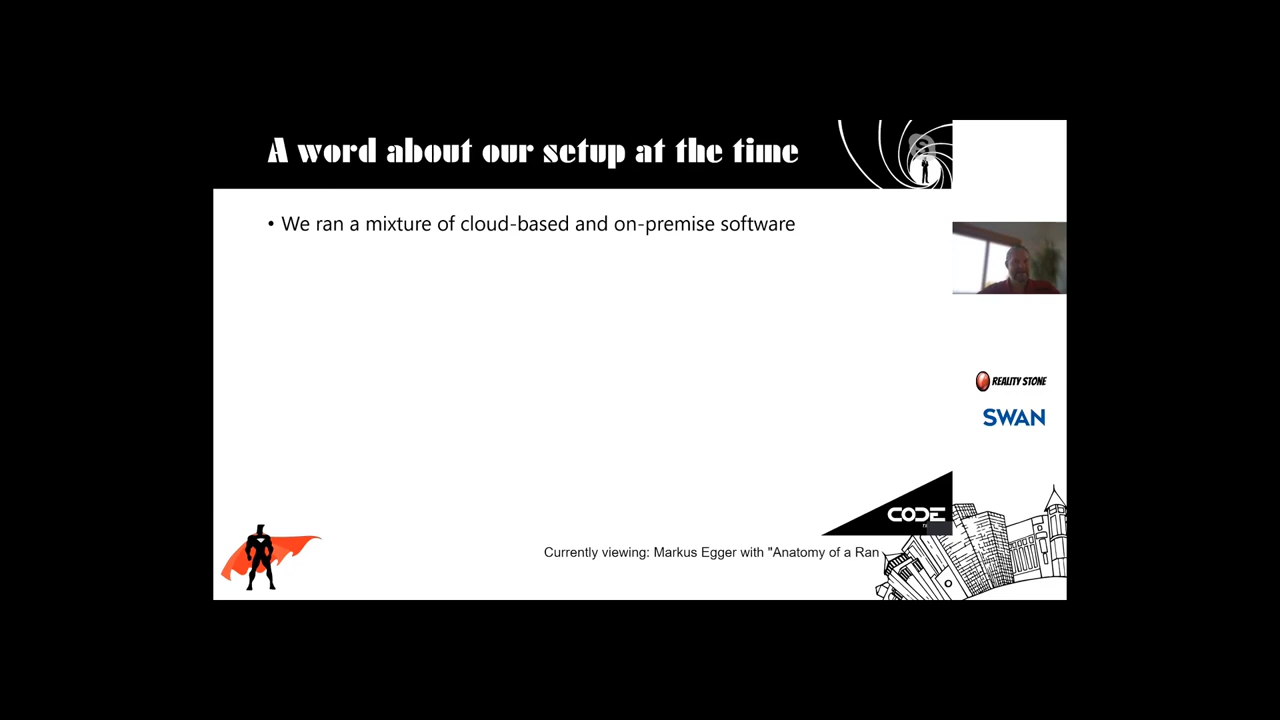 A word about our setup at the time
• We ran a mixture of cloud-based and on-premise software
REALITY STONE
SWAN
CODE
Currently viewing: Markus Egger with "Anatomy of a Ran